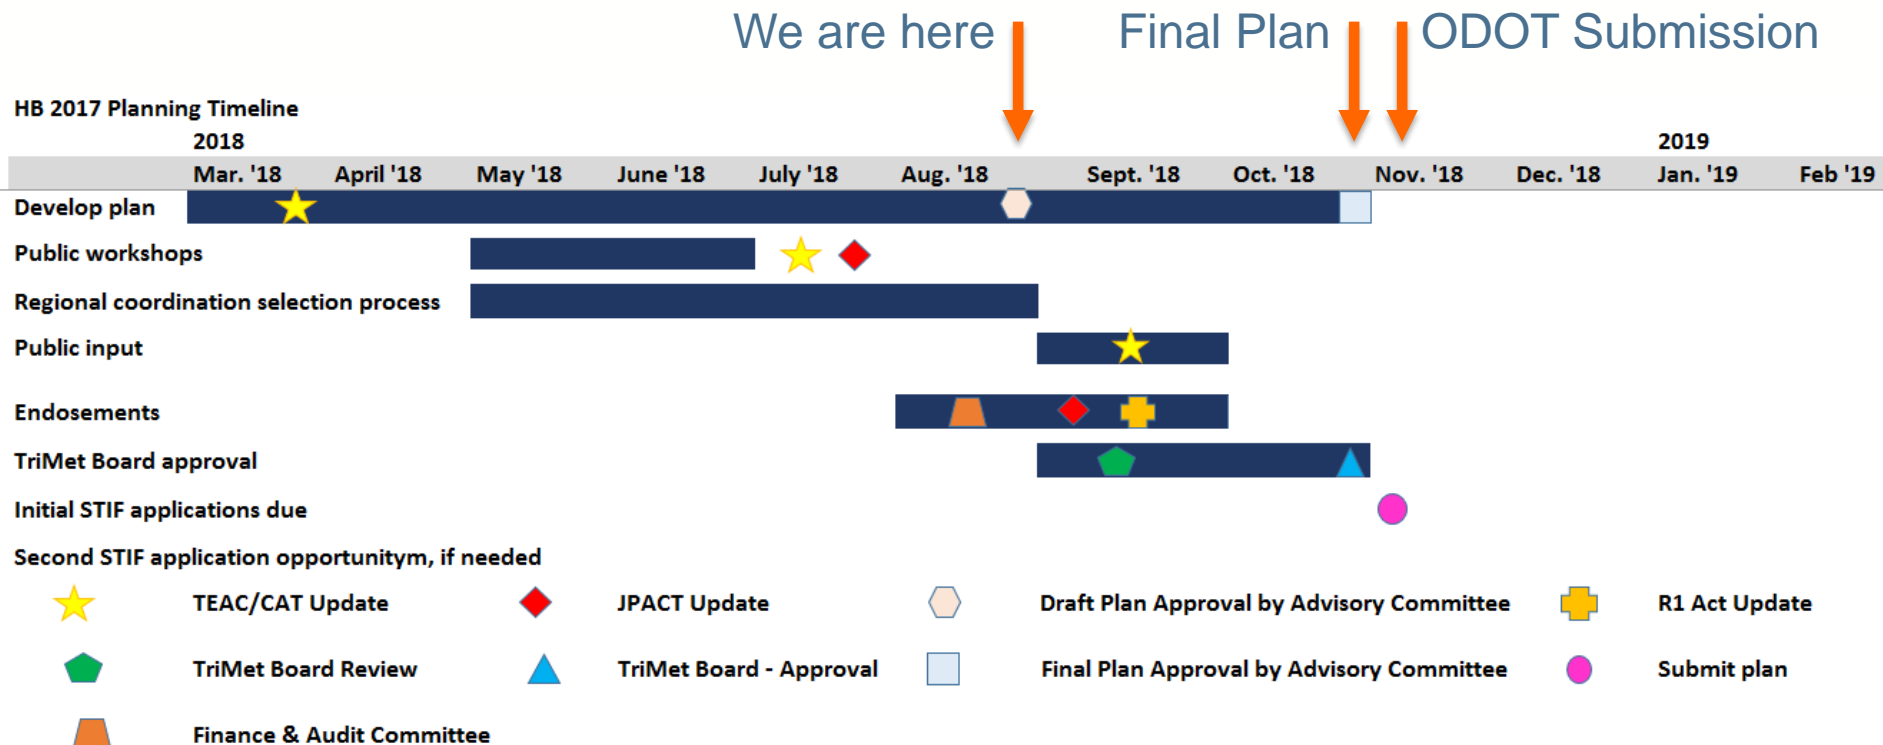 We are here Final Plan ODOT Submission
HB 2017 Planning Timeline
2018 2019
Mar. '18 April '18 May '18 June '18 July '18 Aug. '18 Sept. '18 Oct. '18 Nov. '18 Dec. '18 Jan. '19 Feb '19
Develop plan
Public workshops
Regional coordination selection process
Public input
Endosements
TriMet Board approval
Initial STIF applications due
Second STIF application opportunitym, if needed
TEAC/CAT Update JPACT Update Draft Plan Approval by Advisory Committee R1 Act Update
TriMet Board Review TriMet Board - Approval Final Plan Approval by Advisory Committee Submit plan
Finance & Audit Committee